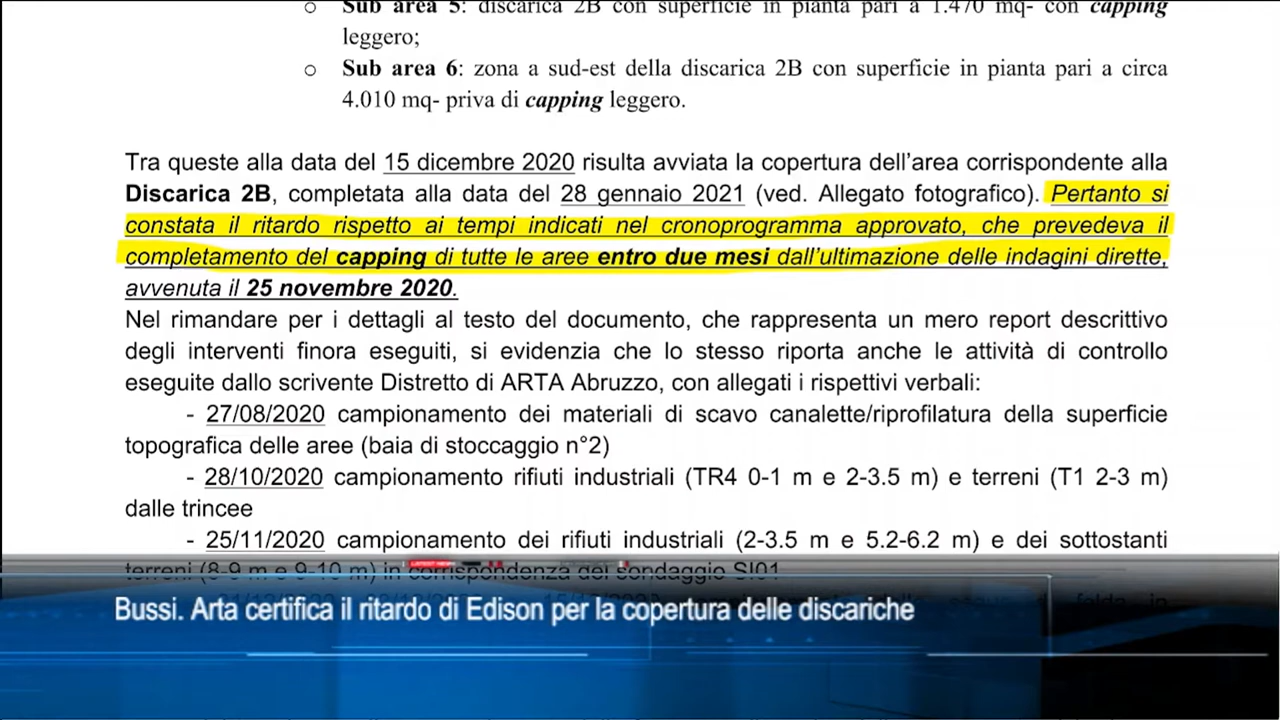 o Sub area 5: discarica 2B con superficie in pianta pari a 1.470 mq- con capping
leggero;
o Sub area 6: zona a sud-est della discarica 2B con superficie in pianta pari a circa
4.010 mq- priva di capping leggero.
Tra queste alla data del 15 dicembre 2020 risulta avviata la copertura dell'area corrispondente alla
Discarica 2B, completata alla data del 28 gennaio 2021 (ved. Allegato fotografico). Pertanto si
constata il ritardo rispetto ai tempi indicati nel cronoprogramma approvato, che prevedeva il
completamento del capping di tutte le aree entro due mesi dall'ultimazione delle indagini dirette,
avvenuta il 25 novembre 2020.
Nel rimandare per i dettagli al testo del documento, che rappresenta un mero report descrittivo
degli interventi finora eseguiti, si evidenzia che lo stesso riporta anche le attività di controllo
eseguite dallo scrivente Distretto di ARTA Abruzzo, con allegati i rispettivi verbali:
- 27/08/2020 campionamento dei materiali di scavo canalette/riprofilatura della superficie
topografica delle aree (baia di stoccaggio n°2)
- 28/10/2020 campionamento rifiuti industriali (TR4 0-1 m e 2-3.5 m) e terreni (T1 2-3 m)
dalle trincee
- 25/11/2020 campionamento dei rifiuti industriali (2-3.5 m e 5.2-6.2 m) e dei sottostanti
terreni (8-9 m e 9-10 m) in corrispondenza del sondaggio SI01
Bussi. Arta certifica il ritardo di Edison per la copertura delle discariche